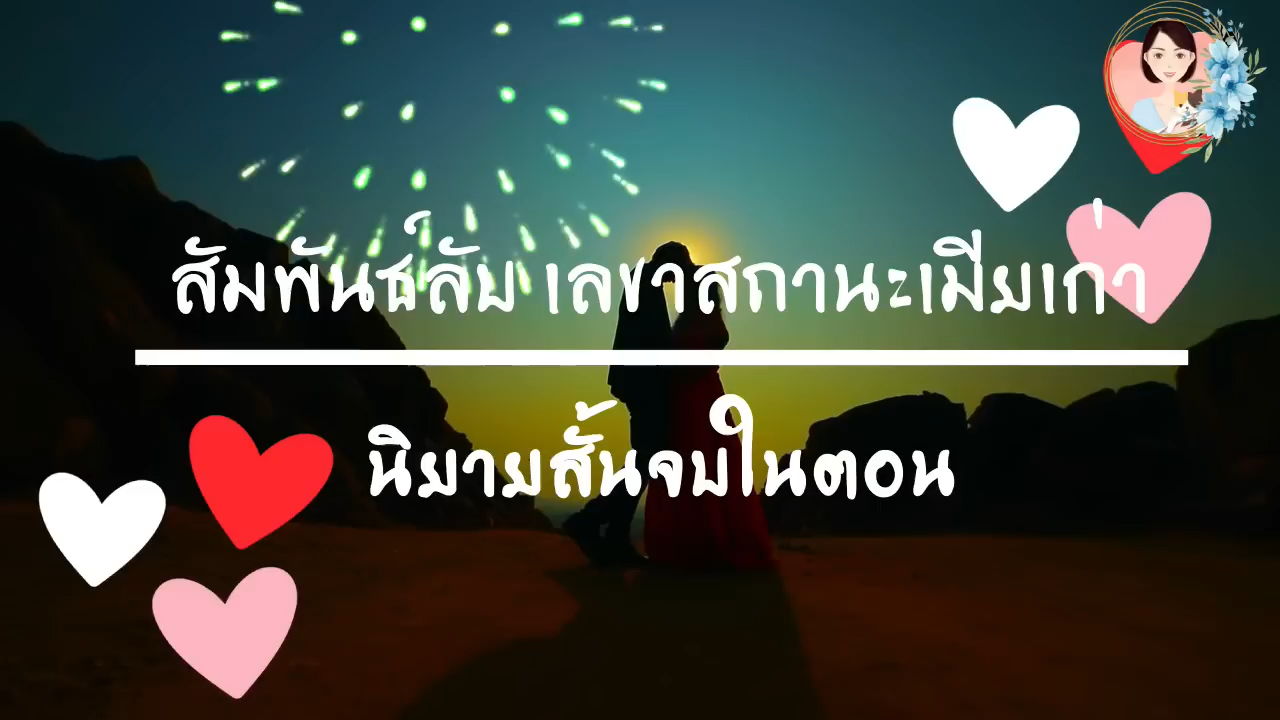 สัมพันธ์ลับ เลขาสถานะเมียเก่า
นิยายสั้นจบในตอน